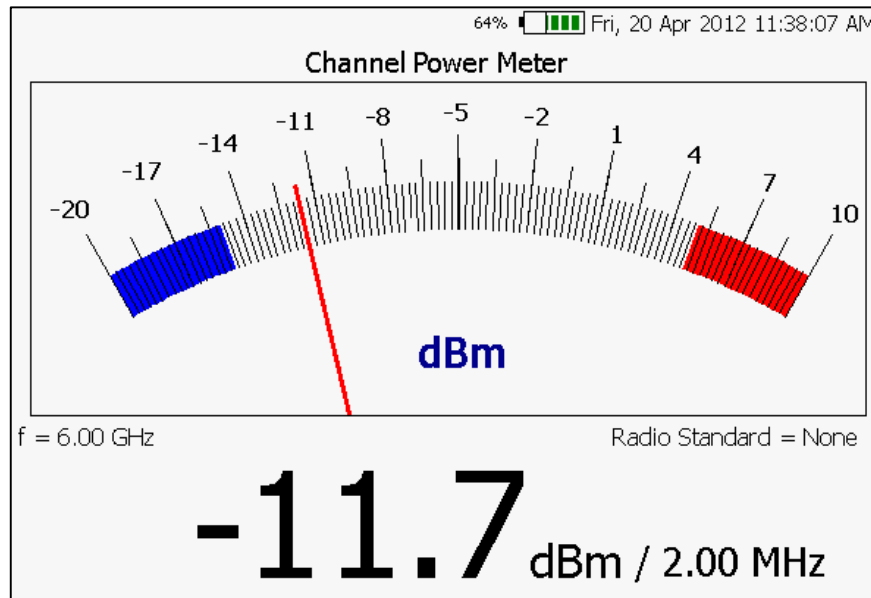 64% Fri, 20 Apr 2012 11:38:07 AM
Channel Power Meter
-20 -17 -14 -11 -8 -5 -2 1 4 7 10
dBm
f = 6.00 GHz Radio Standard = None
-11.7 dBm / 2.00 MHz